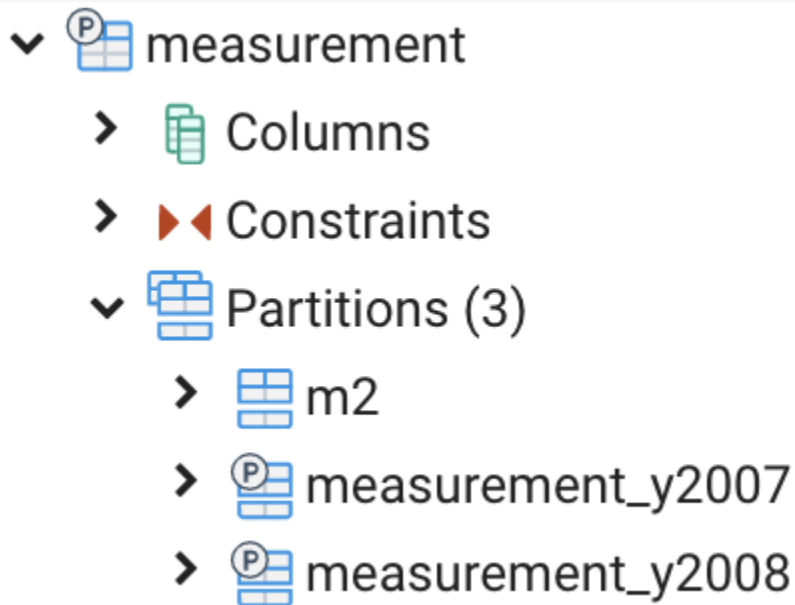 P measurement
Columns
Constraints
Partitions (3)
m2
P measurement_y2007
P measurement_y2008